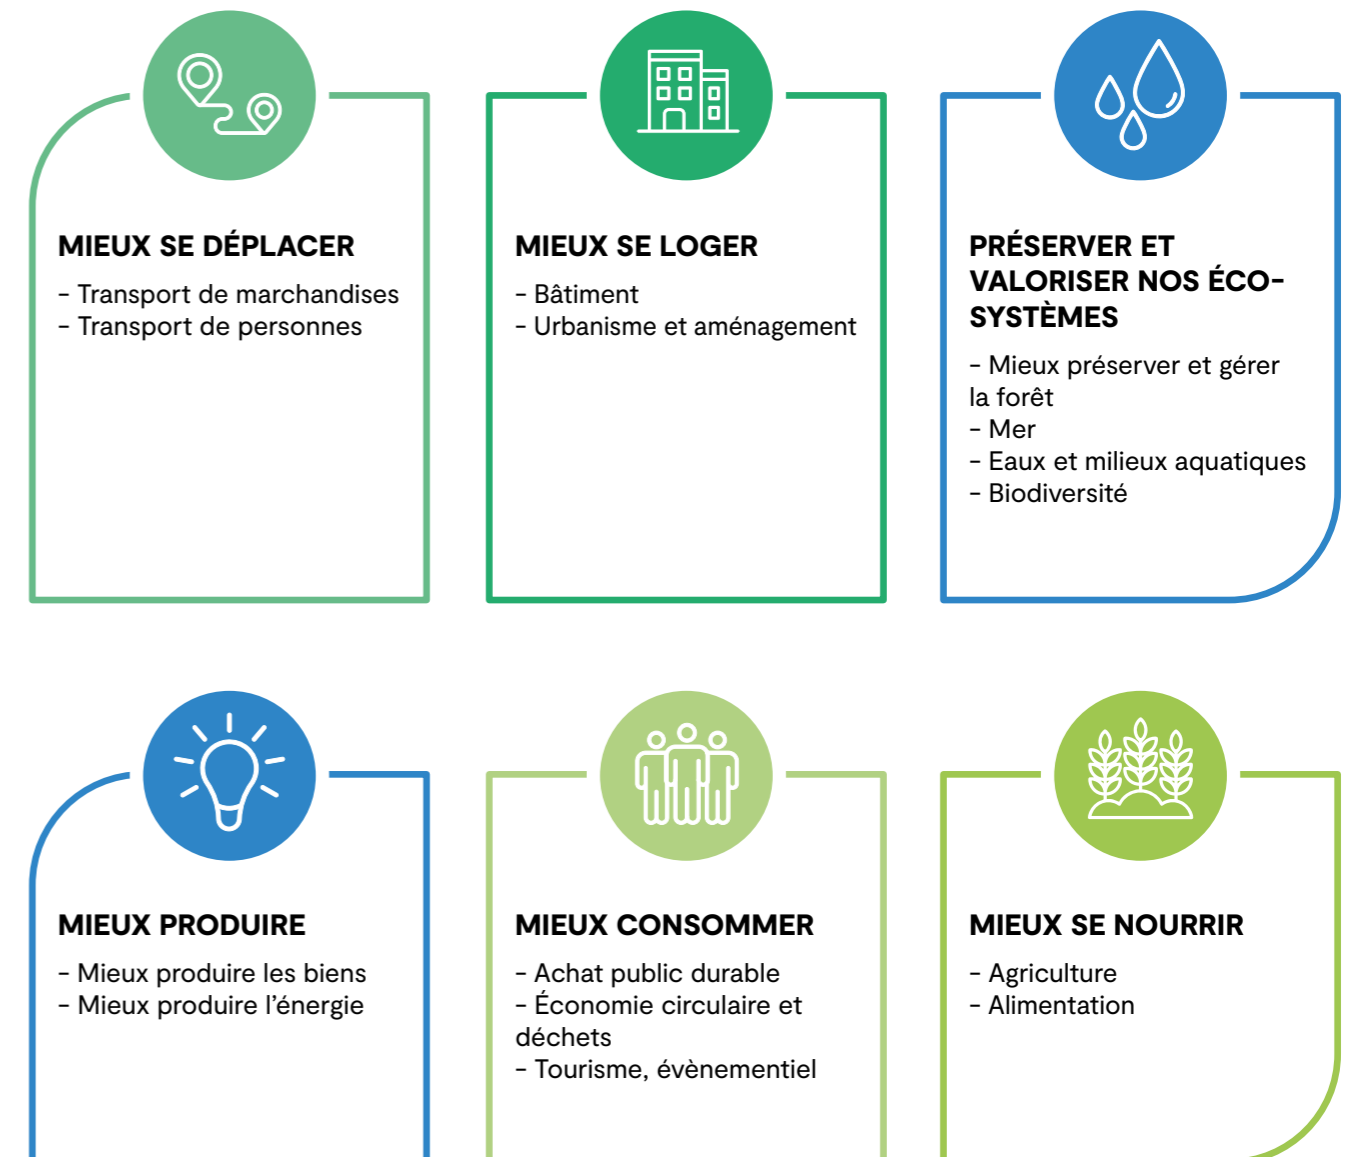 MIEUX SE DÉPLACER
- Transport de marchandises
- Transport de personnes
MIEUX SE LOGER
- Bâtiment
- Urbanisme et aménagement
PRÉSERVER ET
VALORISER NOS ÉCO-
SYSTÈMES
- Mieux préserver et gérer
la forêt
- Mer
- Eaux et milieux aquatiques
- Biodiversité
MIEUX PRODUIRE
- Mieux produire les biens
- Mieux produire l’énergie
MIEUX CONSOMMER
- Achat public durable
- Économie circulaire et
déchets
- Tourisme, évènementiel
MIEUX SE NOURRIR
- Agriculture
- Alimentation